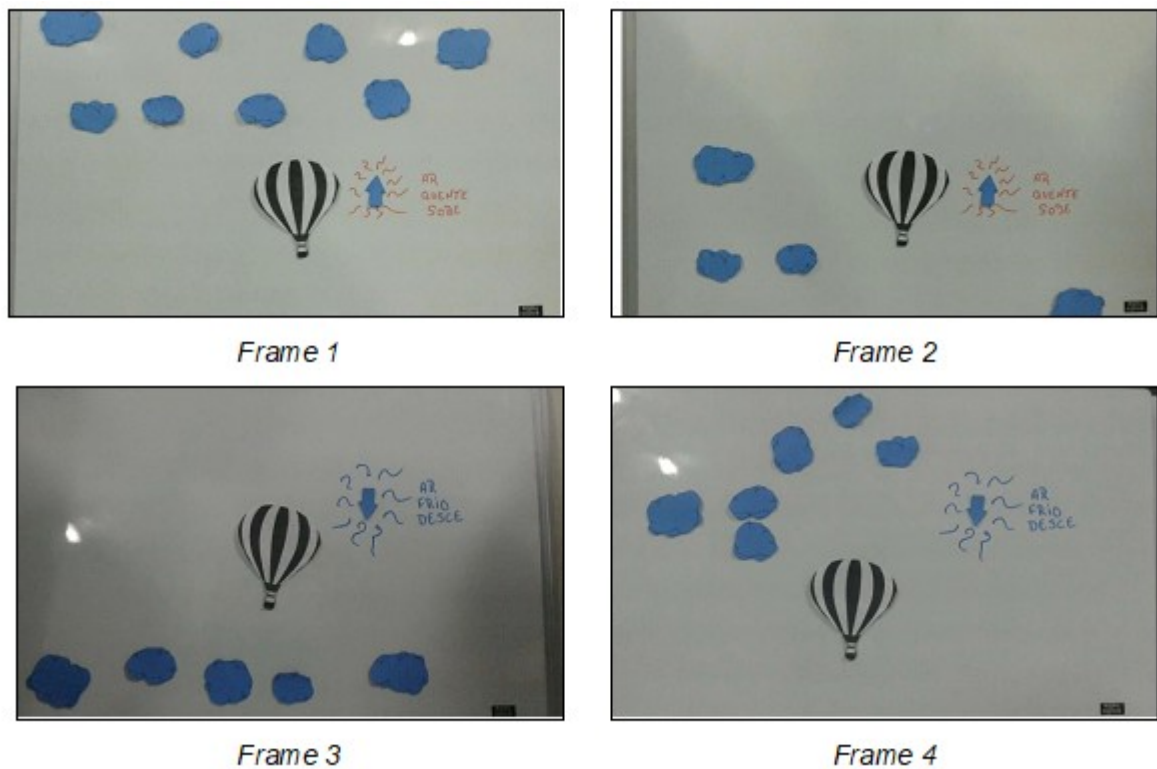 AR
QUENTE
SOBE
Frame 1
AR
QUENTE
SOBE
Frame 2
AR
FRIO
DESCE
Frame 3
AR
FRIO
DESCE
Frame 4